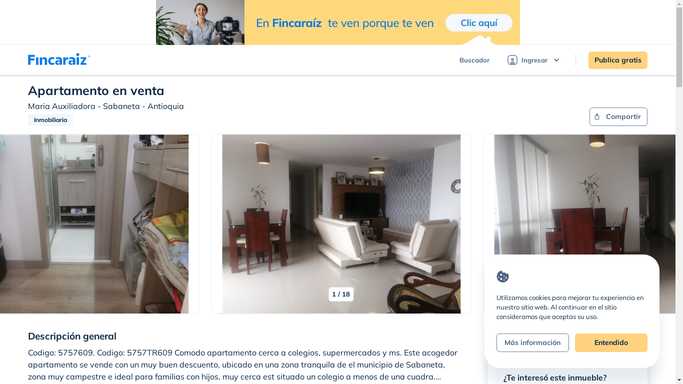 En Fincaraíz te ven porque te ven
Clic aquí
Fincaraiz
Buscador
Ingresar
Publica gratis
Apartamento en venta
Maria Auxiliadora - Sabaneta - Antioquia
Inmobiliaria
Compartir
1 / 18
Utilizamos cookies para mejorar tu experiencia en
nuestro sitio web. Al continuar en el sitio
consideramos que aceptas su uso.
Más información
Entendido
Descripción general
Codigo: 5757609. Codigo: 5757TR609 Comodo apartamento cerca a colegios, supermercados y ms. Este acogedor
apartamento se vende con un muy buen descuento, ubicado en una zona tranquila de el municipio de Sabaneta,
zona muy campestre e ideal para familias con hijos, muy cerca est situado un colegio a menos de una cuadra,...
¿Te interesó este inmueble?